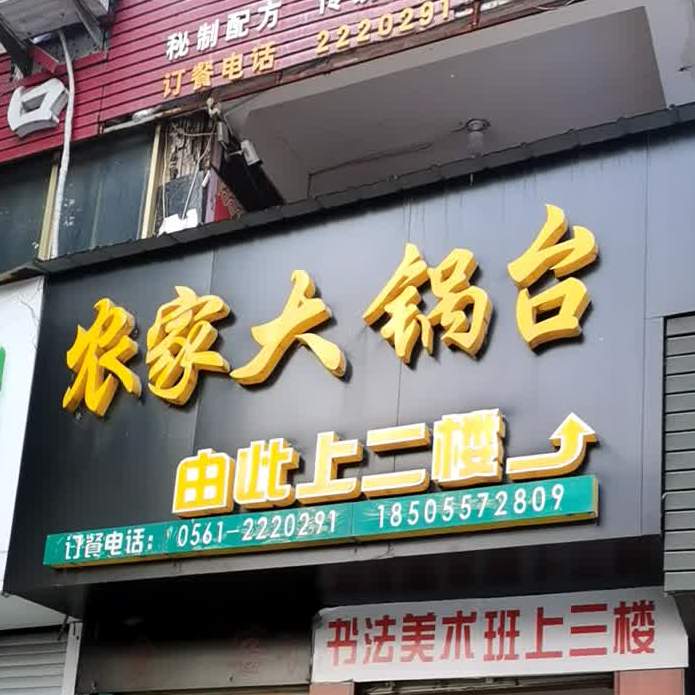 秘制配方 传
订餐电话 2220291
农家大锅台
由此上二楼
订餐电话: 0561-2220291 18505572809
书法美术班上三楼